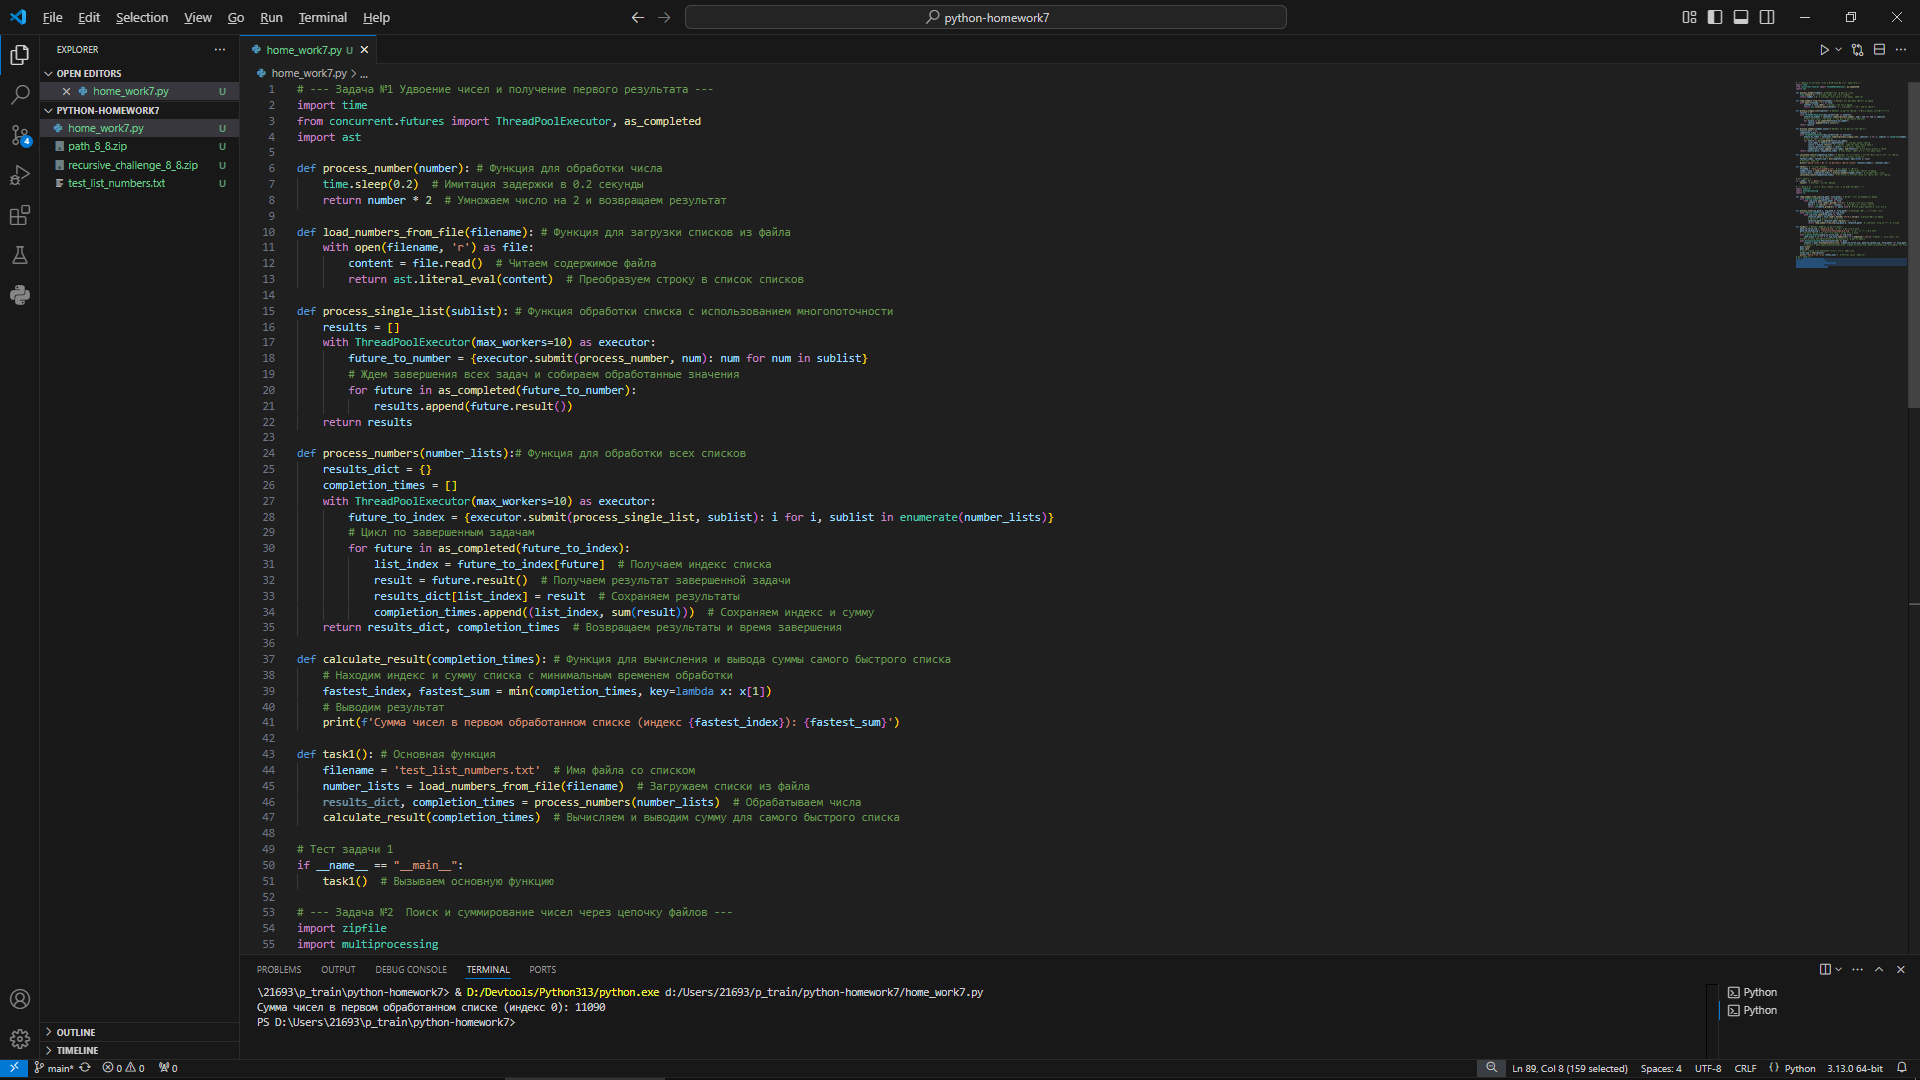 File Edit Selection View Go Run Terminal Help
python-homework7
EXPLORER
OPEN EDITORS
home_work7.py U
PYTHON-HOMEWORK7
home_work7.py U
path_8_8.zip U
recursive_challenge_8_8.zip U
test_list_numbers.txt U
OUTLINE
TIMELINE
4
home_work7.py U
home_work7.py > ...
1 # --- Задача №1 Удвоение чисел и получение первого результата ---
2 import time
3 from concurrent.futures import ThreadPoolExecutor, as_completed
4 import ast
5
6 def process_number(number): # Функция для обработки числа
7 time.sleep(0.2) # Имитация задержки в 0.2 секунды
8 return number * 2 # Умножаем число на 2 и возвращаем результат
9
10 def load_numbers_from_file(filename): # Функция для загрузки списков из файла
11 with open(filename, 'r') as file:
12 content = file.read() # Читаем содержимое файла
13 return ast.literal_eval(content) # Преобразуем строку в список списков
14
15 def process_single_list(sublist): # Функция обработки списка с использованием многопоточности
16 results = []
17 with ThreadPoolExecutor(max_workers=10) as executor:
18 future_to_number = {executor.submit(process_number, num): num for num in sublist}
19 # Ждем завершения всех задач и собираем обработанные значения
20 for future in as_completed(future_to_number):
21 results.append(future.result())
22 return results
23
24 def process_numbers(number_lists):# Функция для обработки всех списков
25 results_dict = {}
26 completion_times = []
27 with ThreadPoolExecutor(max_workers=10) as executor:
28 future_to_index = {executor.submit(process_single_list, sublist): i for i, sublist in enumerate(number_lists)}
29 # Цикл по завершенным задачам
30 for future in as_completed(future_to_index):
31 list_index = future_to_index[future] # Получаем индекс списка
32 result = future.result() # Получаем результат завершенной задачи
33 results_dict[list_index] = result # Сохраняем результаты
34 completion_times.append((list_index, sum(result))) # Сохраняем индекс и сумму
35 return results_dict, completion_times # Возвращаем результаты и время завершения
36
37 def calculate_result(completion_times): # Функция для вычисления и вывода суммы самого быстрого списка
38 # Находим индекс и сумму списка с минимальным временем обработки
39 fastest_index, fastest_sum = min(completion_times, key=lambda x: x[1])
40 # Выводим результат
41 print(f'Сумма чисел в первом обработанном списке (индекс {fastest_index}): {fastest_sum}')
42
43 def task1(): # Основная функция
44 filename = 'test_list_numbers.txt' # Имя файла со списком
45 number_lists = load_numbers_from_file(filename) # Загружаем списки из файла
46 results_dict, completion_times = process_numbers(number_lists) # Обрабатываем числа
47 calculate_result(completion_times) # Вычисляем и выводим сумму для самого быстрого списка
48
49 # Тест задачи 1
50 if __name__ == "__main__":
51 task1() # Вызываем основную функцию
52
53 # --- Задача №2  Поиск и суммирование чисел через цепочку файлов ---
54 import zipfile
55 import multiprocessing
PROBLEMS OUTPUT DEBUG CONSOLE TERMINAL PORTS
\21693\p_train\python-homework7> & D:/Devtools/Python313/python.exe d:/Users/21693/p_train/python-homework7/home_work7.py
Сумма чисел в первом обработанном списке (индекс 0): 11090
PS D:\Users\21693\p_train\python-homework7>
Python
Python
main* 0 0 0
Ln 89, Col 8 (159 selected) Spaces: 4 UTF-8 CRLF Python 3.13.0 64-bit